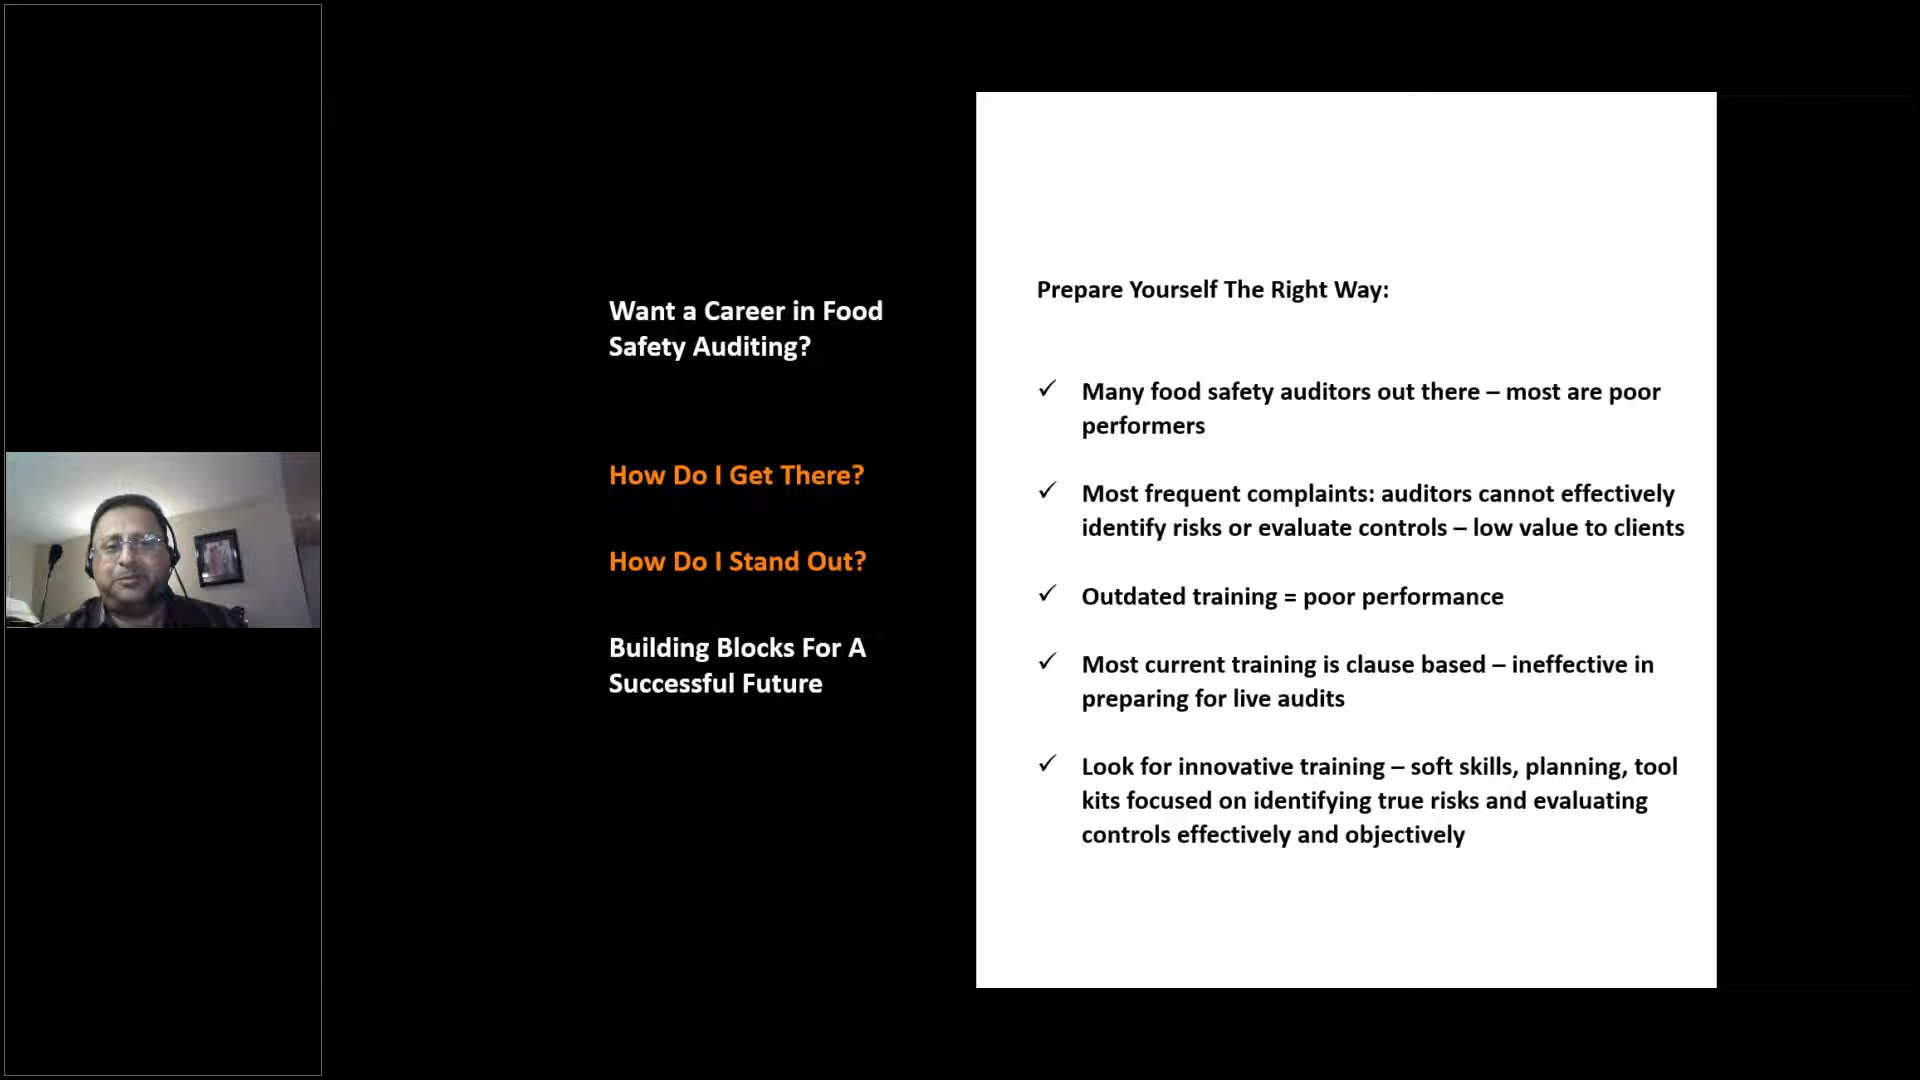 Want a Career in Food
Safety Auditing?
How Do I Get There?
How Do I Stand Out?
Building Blocks For A
Successful Future
Prepare Yourself The Right Way:
✓ Many food safety auditors out there – most are poor
performers
✓ Most frequent complaints: auditors cannot effectively
identify risks or evaluate controls – low value to clients
✓ Outdated training = poor performance
✓ Most current training is clause based – ineffective in
preparing for live audits
✓ Look for innovative training – soft skills, planning, tool
kits focused on identifying true risks and evaluating
controls effectively and objectively